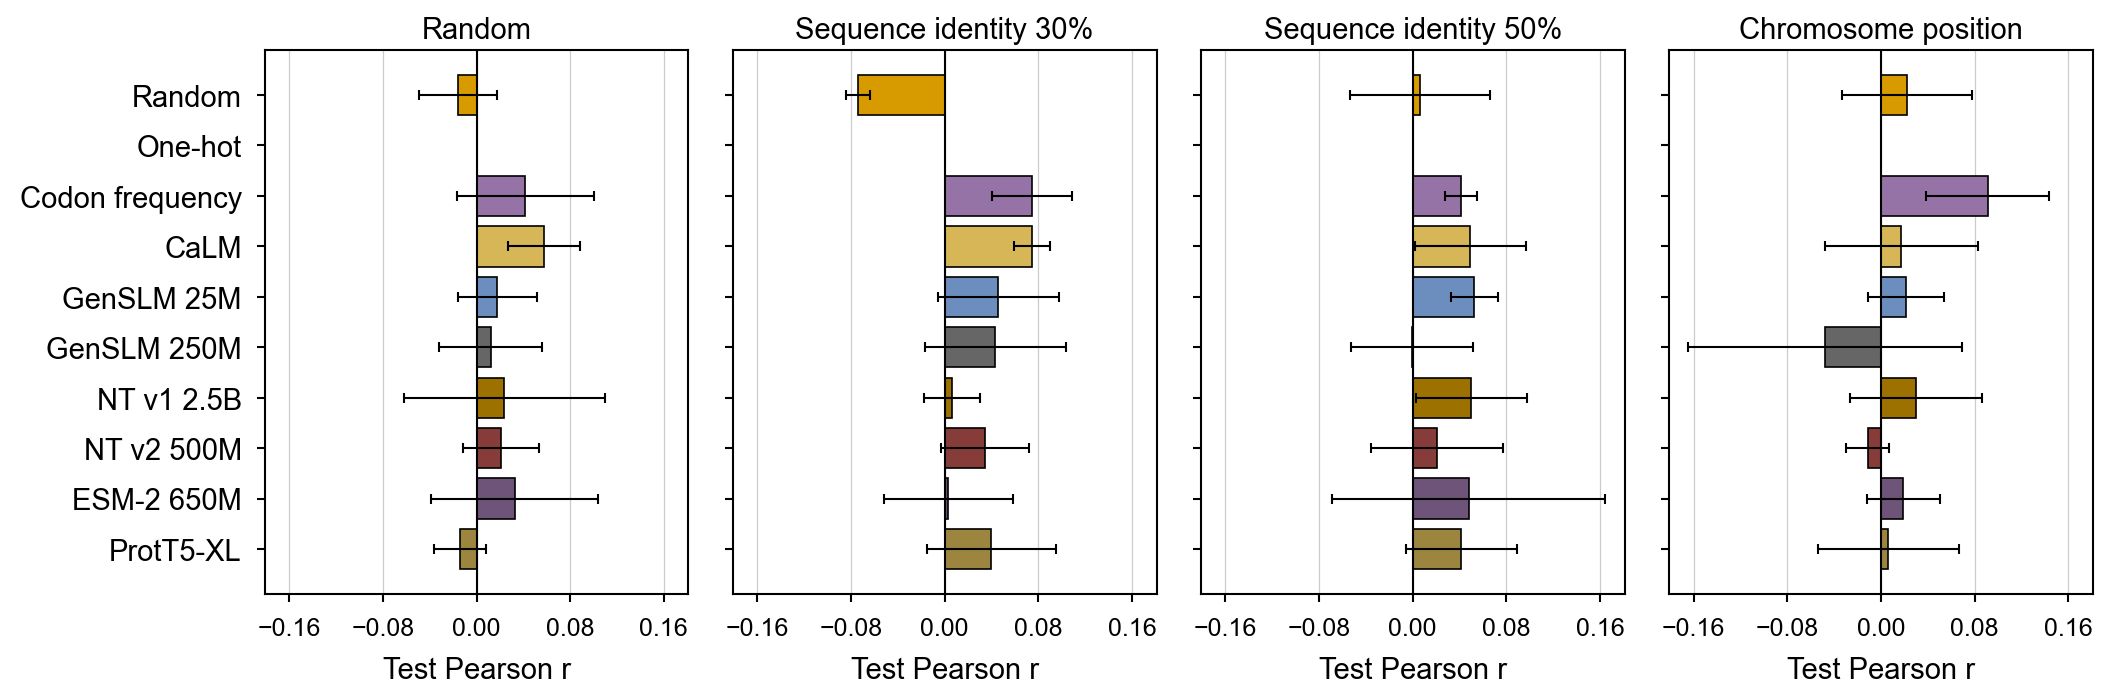 Random
Sequence identity 30%
Sequence identity 50%
Chromosome position
Random
One-hot
Codon frequency
CaLM
GenSLM 25M
GenSLM 250M
NT v1 2.5B
NT v2 500M
ESM-2 650M
ProtT5-XL
−0.16 −0.08 0.00 0.08 0.16
−0.16 −0.08 0.00 0.08 0.16
−0.16 −0.08 0.00 0.08 0.16
−0.16 −0.08 0.00 0.08 0.16
Test Pearson r
Test Pearson r
Test Pearson r
Test Pearson r